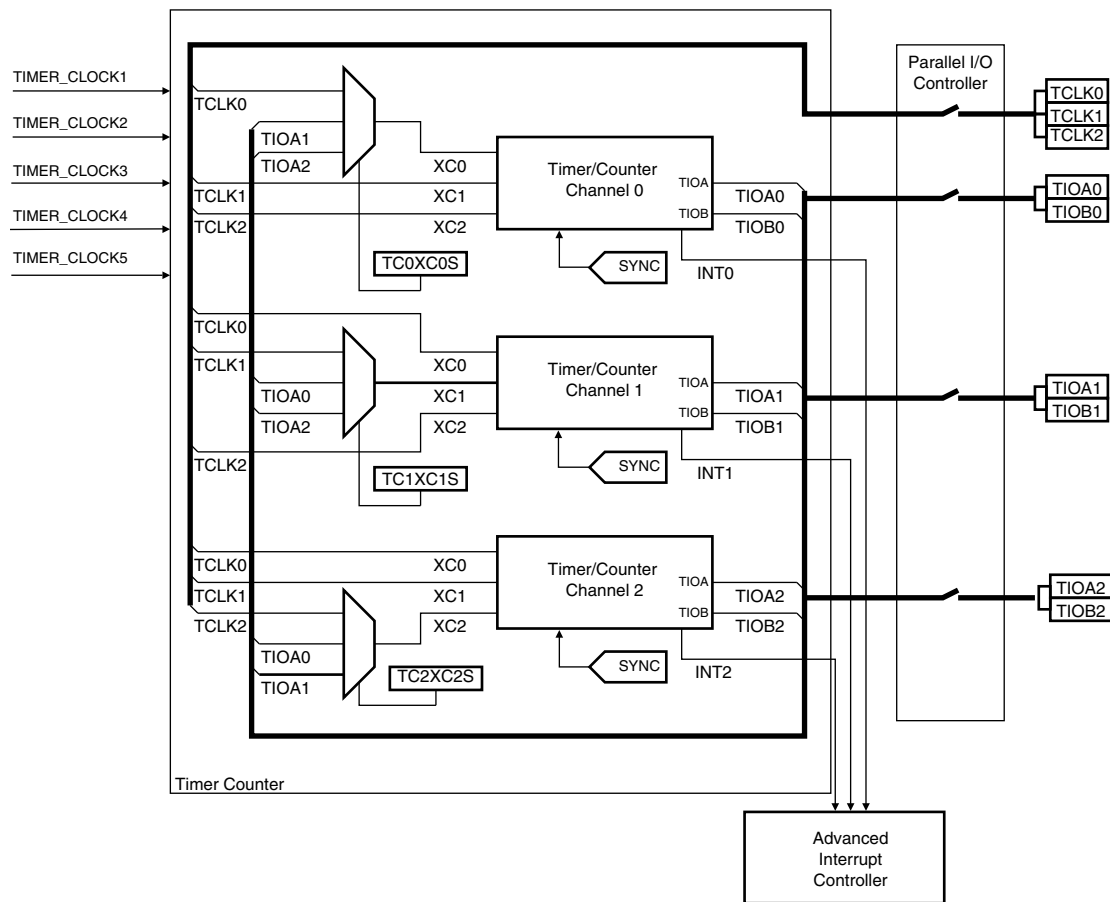 TIMER_CLOCK1
TIMER_CLOCK2
TIMER_CLOCK3
TIMER_CLOCK4
TIMER_CLOCK5
TCLK0
TIOA1
TIOA2
TCLK1
TCLK2
XC0
XC1
XC2
TC0XC0S
Timer/Counter
Channel 0
TIOA
TIOB
TIOA0
TIOB0
SYNC
INT0
TCLK0
TCLK1
TIOA0
TIOA2
TCLK2
XC0
XC1
XC2
TC1XC1S
Timer/Counter
Channel 1
TIOA
TIOB
TIOA1
TIOB1
SYNC
INT1
TCLK0
TCLK1
TCLK2
TIOA0
TIOA1
XC0
XC1
XC2
TC2XC2S
Timer/Counter
Channel 2
TIOA
TIOB
TIOA2
TIOB2
SYNC
INT2
Timer Counter
Parallel I/O
Controller
TCLK0
TCLK1
TCLK2
TIOA0
TIOB0
TIOA1
TIOB1
TIOA2
TIOB2
Advanced
Interrupt
Controller